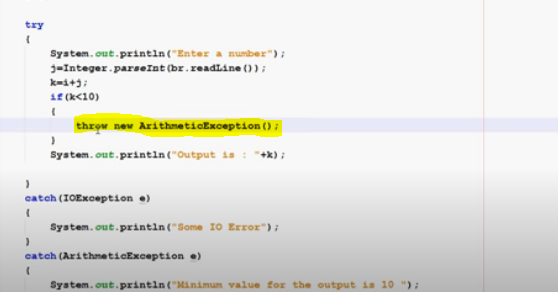 try
{
System.out.println("Enter a number");
j=Integer.parseInt(br.readLine());
k=i+j;
if(k<10)
{
throw new ArithmeticException();
}
System.out.println("Output is : "+k);
}
catch(IOException e)
{
System.out.println("Some IO Error");
}
catch(ArithmeticException e)
{
System.out.println("Minimum value for the output is 10 ");